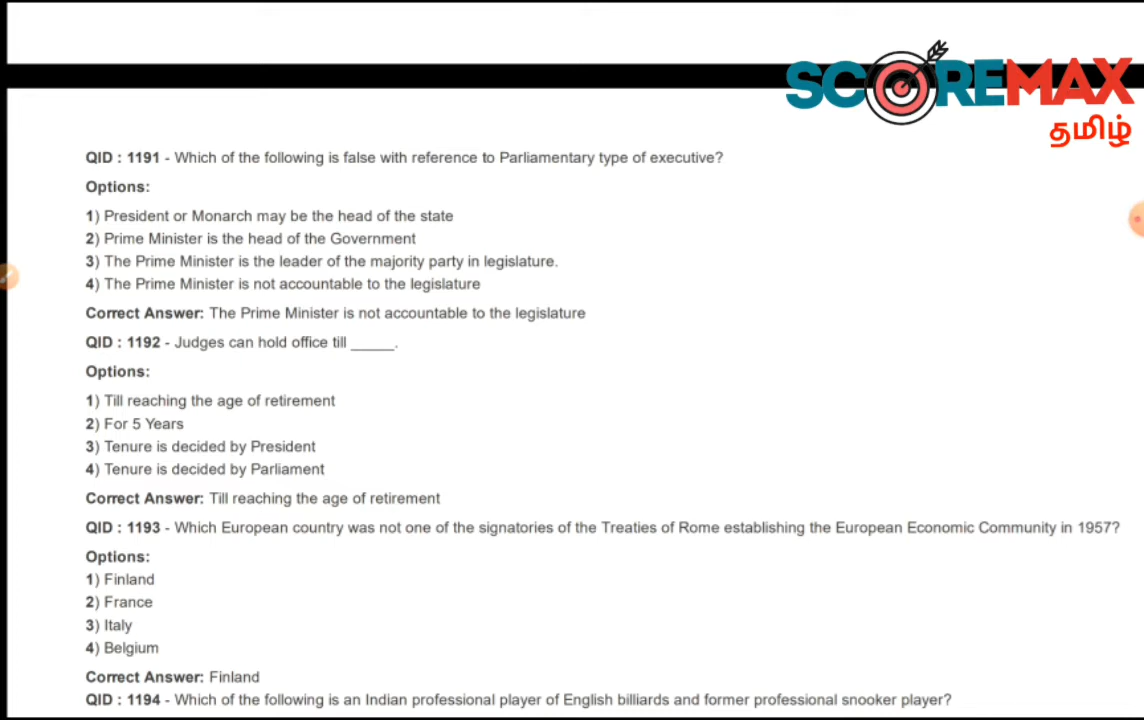 SCOREMAX
தமிழ்
QID : 1191 - Which of the following is false with reference to Parliamentary type of executive?
Options:
1) President or Monarch may be the head of the state
2) Prime Minister is the head of the Government
3) The Prime Minister is the leader of the majority party in legislature.
4) The Prime Minister is not accountable to the legislature
Correct Answer: The Prime Minister is not accountable to the legislature
QID : 1192 - Judges can hold office till _____.
Options:
1) Till reaching the age of retirement
2) For 5 Years
3) Tenure is decided by President
4) Tenure is decided by Parliament
Correct Answer: Till reaching the age of retirement
QID : 1193 - Which European country was not one of the signatories of the Treaties of Rome establishing the European Economic Community in 1957?
Options:
1) Finland
2) France
3) Italy
4) Belgium
Correct Answer: Finland
QID : 1194 - Which of the following is an Indian professional player of English billiards and former professional snooker player?